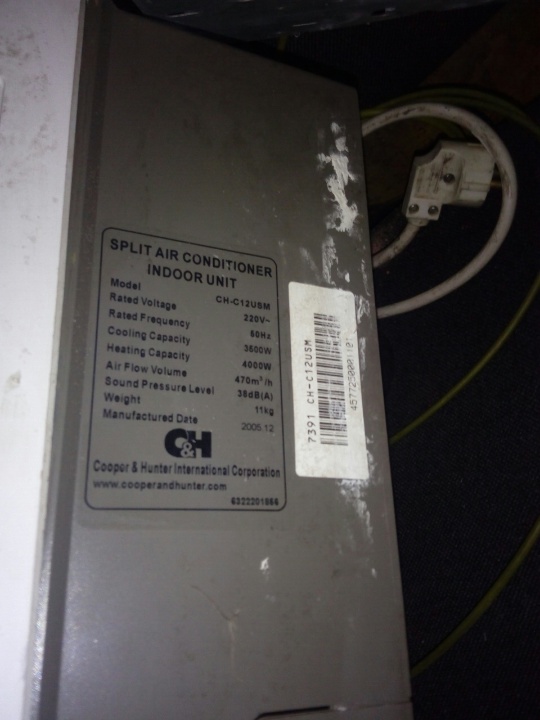 SPLIT AIR CONDITIONER
INDOOR UNIT
Model CH-C12USM
Rated Voltage 220V~
Rated Frequency 50Hz
Cooling Capacity 3500W
Heating Capacity 4000W
Air Flow Volume 470m³/h
Sound Pressure Level 38dB(A)
Weight 11kg
Manufactured Date 2005.12
C&H
Cooper & Hunter International Corporation
www.cooperandhunter.com
7391 CH-C12USM